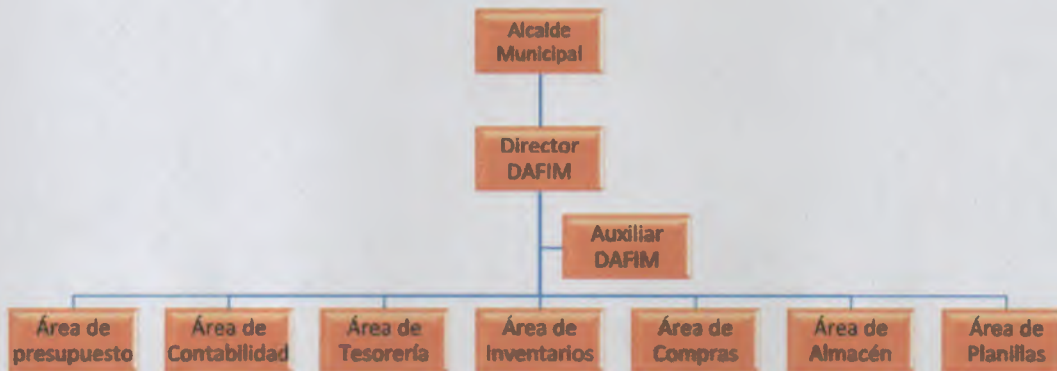 Alcalde
Municipal
Director
DAFIM
Auxiliar
DAFIM
Área de
presupuesto
Área de
Contabilidad
Área de
Tesorería
Área de
Inventarios
Área de
Compras
Área de
Almacén
Área de
Planillas